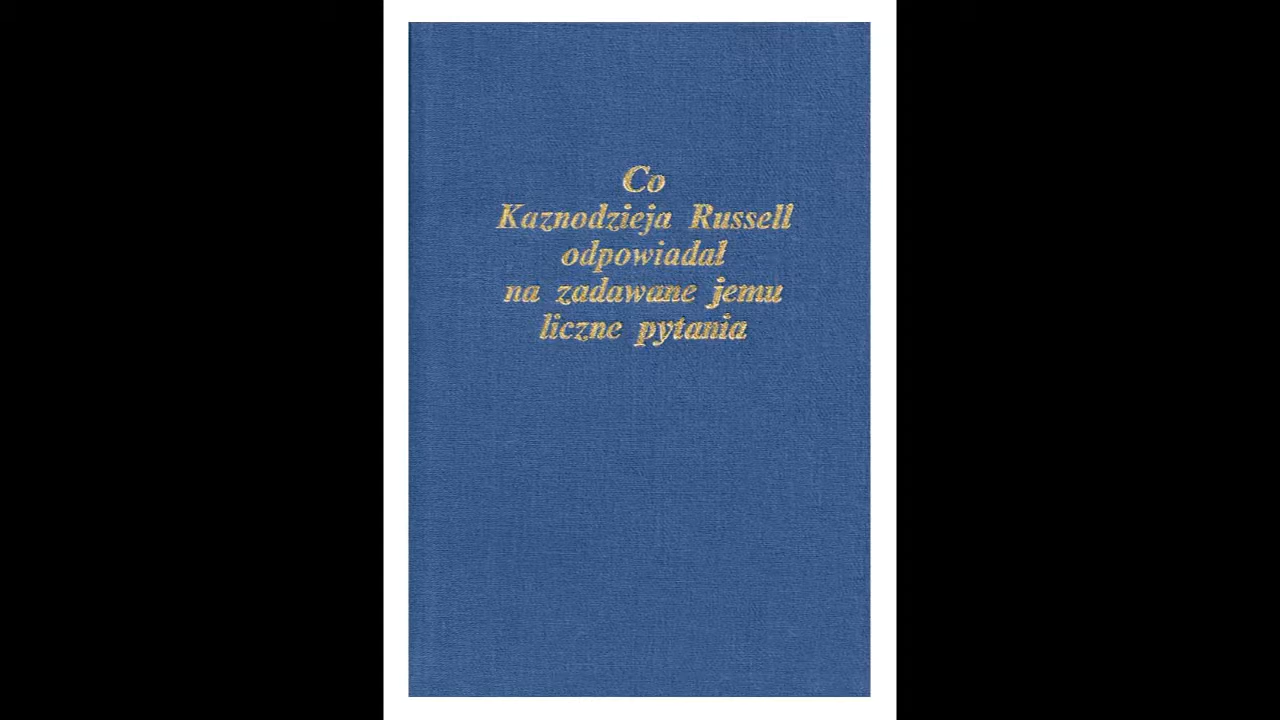 Co
Kaznodzieja Russell
odpowiadał
na zadawane jemu
liczne pytania